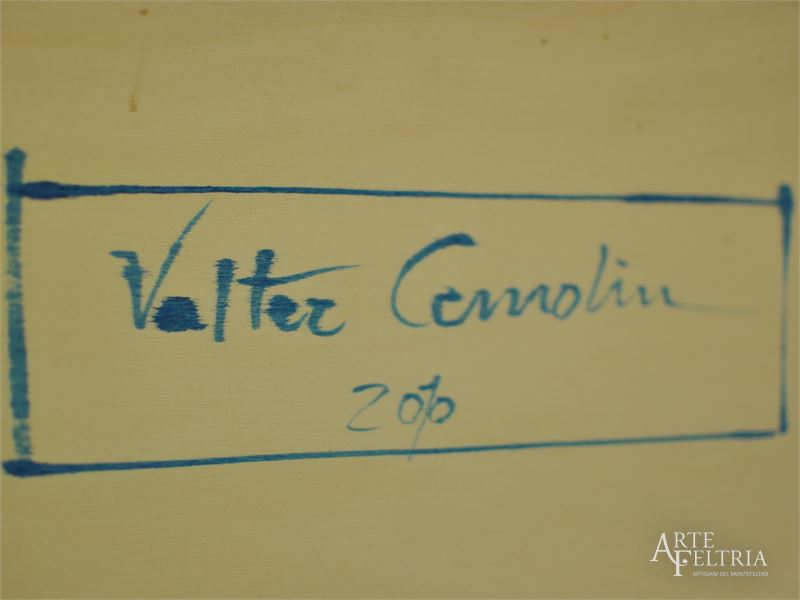 Valter Cemolin
2010
ARTE
FELTRIA
ARTIGIANI DEL MONTEFELTRO